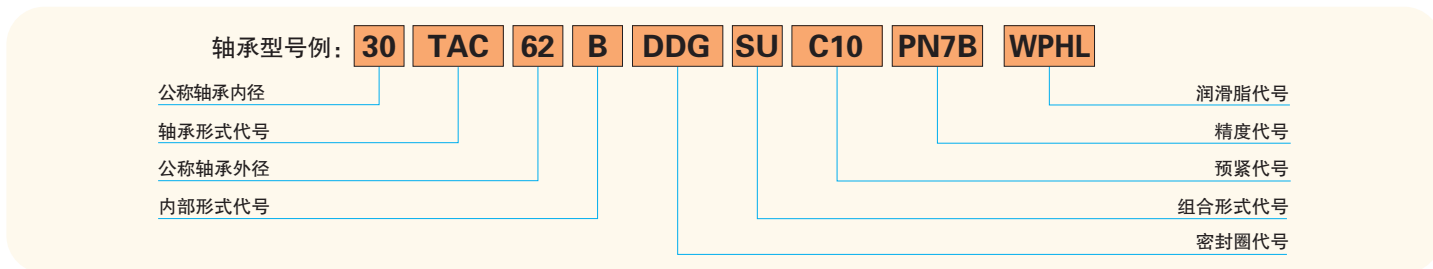 轴承型号例: 30 TAC 62 B DDG SU C10 PN7B WPHL
公称轴承内径
润滑脂代号
轴承形式代号
精度代号
公称轴承外径
预紧代号
内部形式代号
组合形式代号
密封圈代号